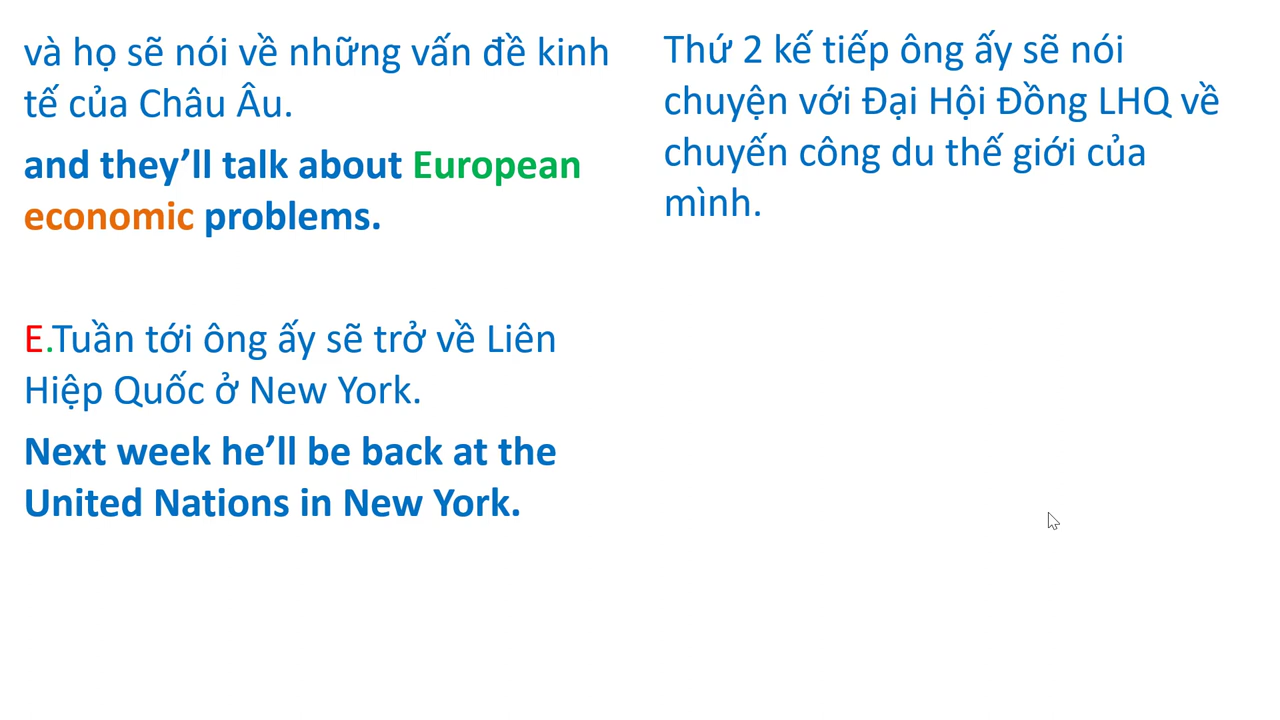 và họ sẽ nói về những vấn đề kinh
tế của Châu Âu.
and they’ll talk about European
economic problems.
E.Tuần tới ông ấy sẽ trở về Liên
Hiệp Quốc ở New York.
Next week he’ll be back at the
United Nations in New York.
Thứ 2 kế tiếp ông ấy sẽ nói
chuyện với Đại Hội Đồng LHQ về
chuyến công du thế giới của
mình.